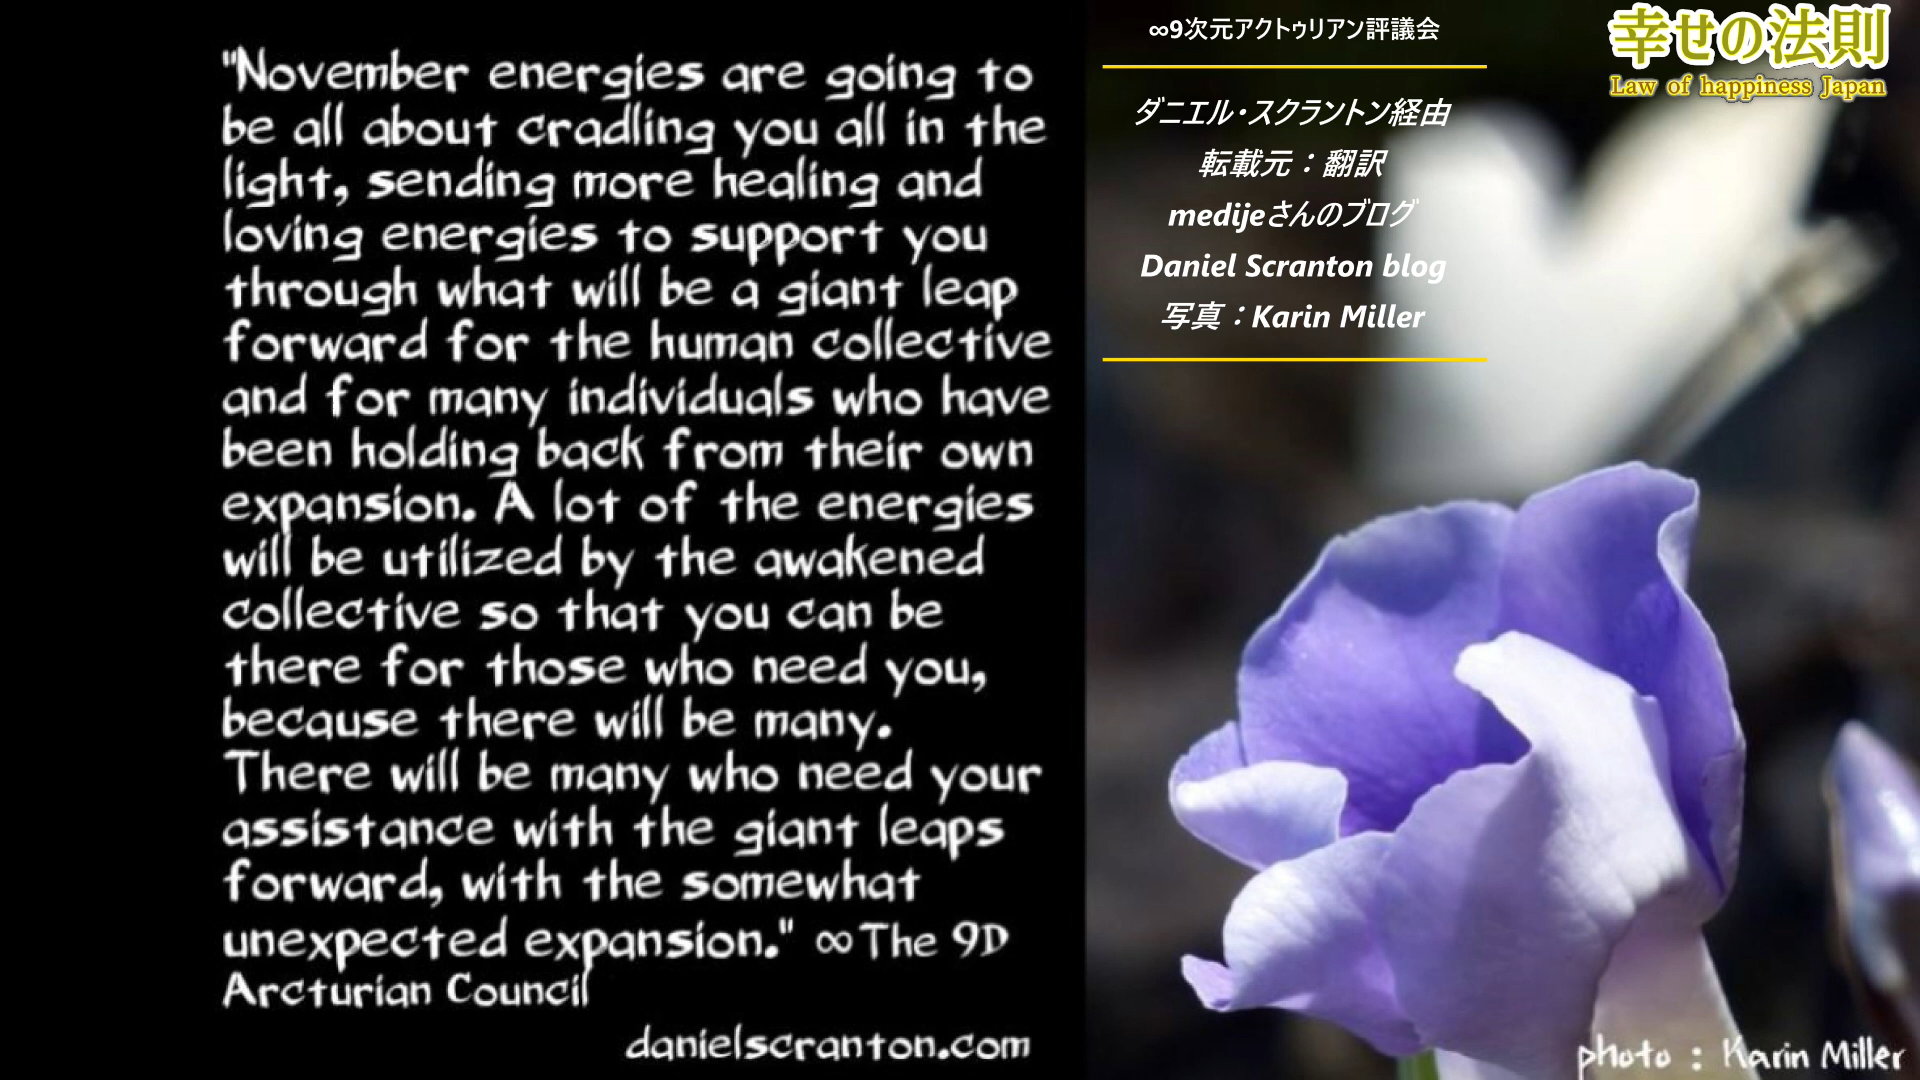 "November energies are going to
be all about cradling you all in the
light, sending more healing and
loving energies to support you
through what will be a giant leap
forward for the human collective
and for many individuals who have
been holding back from their own
expansion. A lot of the energies
will be utilized by the awakened
collective so that you can be
there for those who need you,
because there will be many.
There will be many who need your
assistance with the giant leaps
forward, with the somewhat
unexpected expansion." ∞The 9D
Arcturian Council
danielscranton.com
∞9次元アクトゥリアン評議会
ダニエル・スクラントン経由
転載元：翻訳
medijeさんのブログ
Daniel Scranton blog
写真：Karin Miller
幸せの法則
Law of happiness Japan
photo : Karin Miller